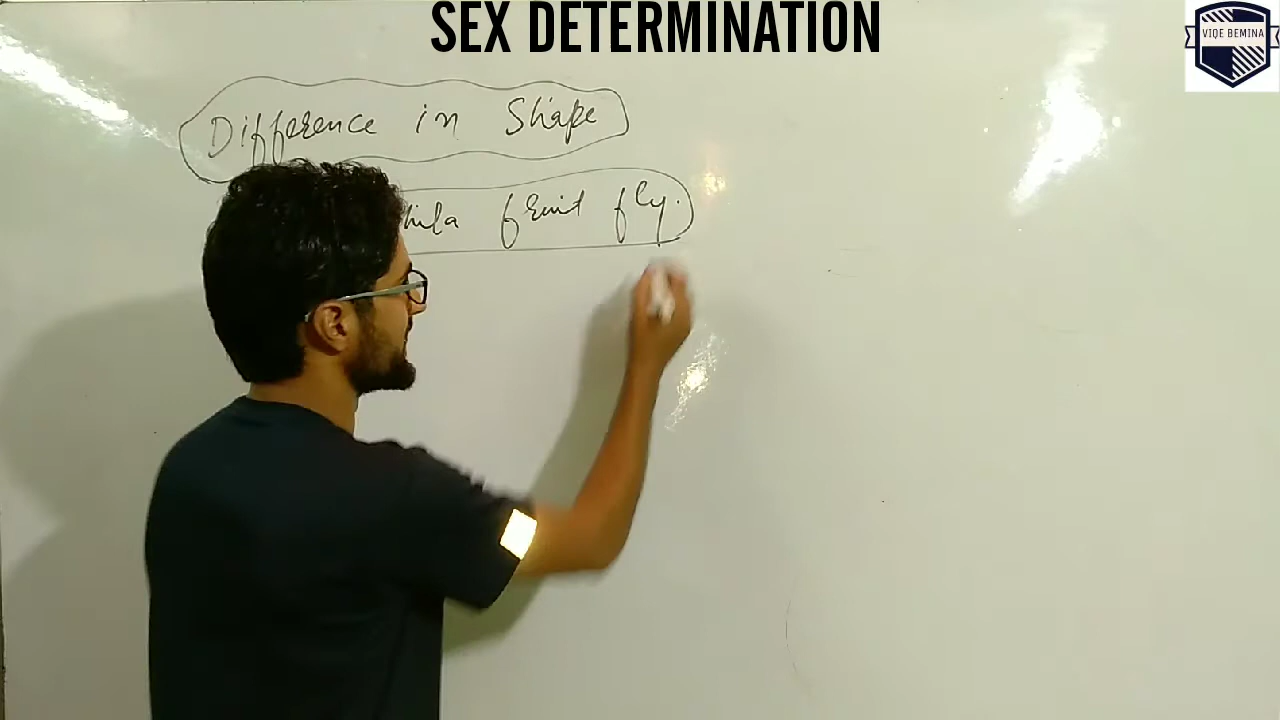 SEX DETERMINATION
VIQE BEMINA
Difference in Shape
fruit fly.